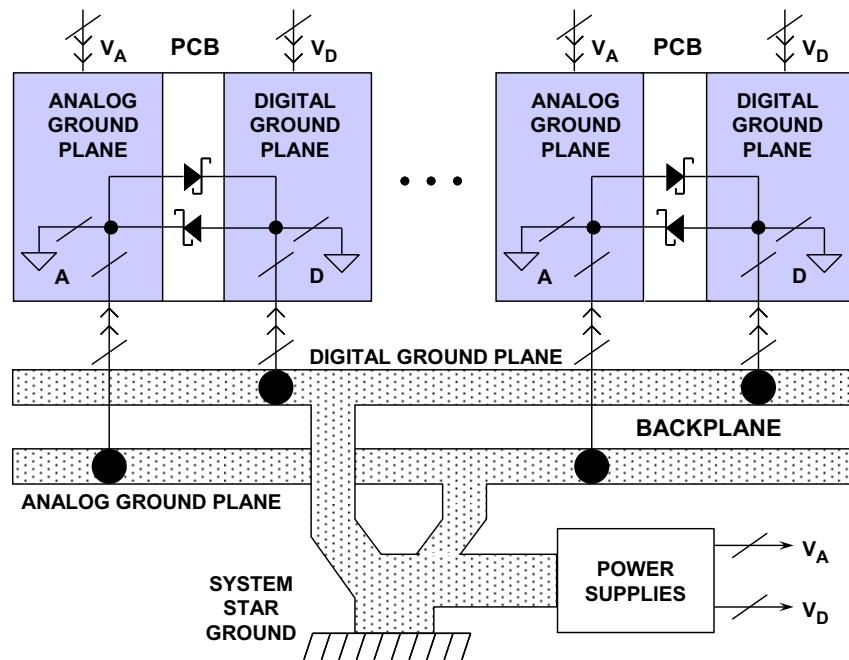 V_A
PCB
V_D
V_A
PCB
V_D
ANALOG
GROUND
PLANE
DIGITAL
GROUND
PLANE
ANALOG
GROUND
PLANE
DIGITAL
GROUND
PLANE
A
D
A
D
DIGITAL GROUND PLANE
BACKPLANE
ANALOG GROUND PLANE
SYSTEM
STAR
GROUND
POWER
SUPPLIES
V_A
V_D